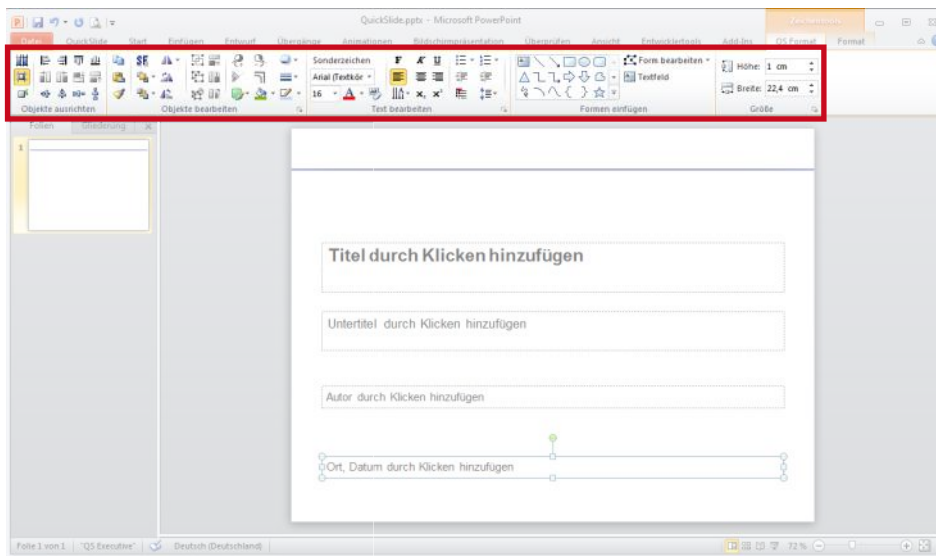 QuickSlide.pptx - Microsoft PowerPoint
Zeichentools
Datei QuickSlide Start Einfügen Entwurf Übergänge Animationen Bildschirmpräsentation Überprüfen Ansicht Entwicklertools Add-Ins QS Format Format
Sonderzeichen F K U Form bearbeiten Höhe: 1 cm
Arial (Textkör Textfeld
16 A x, x² Breite: 22,4 cm
Objekte ausrichten Objekte bearbeiten Text bearbeiten Formen einfügen Größe
Folien Gliederung x
1
Titel durch Klicken hinzufügen
Untertitel durch Klicken hinzufügen
Autor durch Klicken hinzufügen
Ort, Datum durch Klicken hinzufügen
Folie 1 von 1 "QS Executive" Deutsch (Deutschland) 72 %